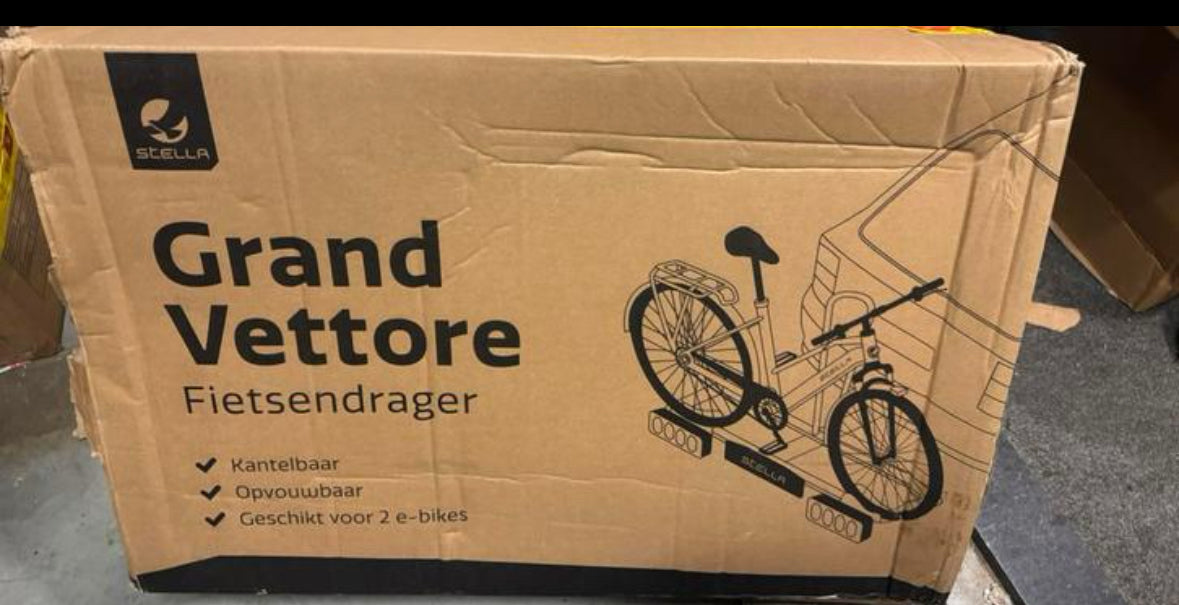 STELLA
Grand
Vettore
Fietsendrager
Kantelbaar
Opvouwbaar
Geschikt voor 2 e-bikes
STELLA
STELLA